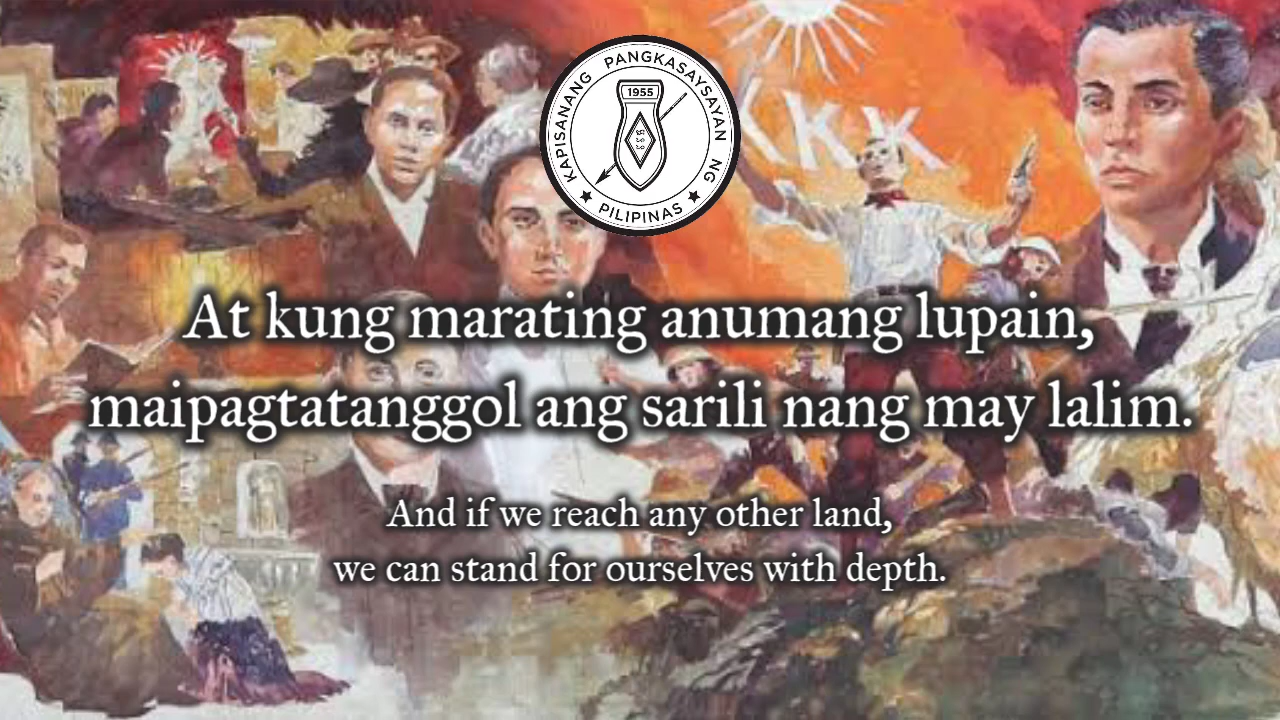 KAPISANANG PANGKASAYSAYAN NG
PILIPINAS
1955
KKK
At kung marating anumang lupain,
maipagtatanggol ang sarili nang may lalim.
And if we reach any other land,
we can stand for ourselves with depth.